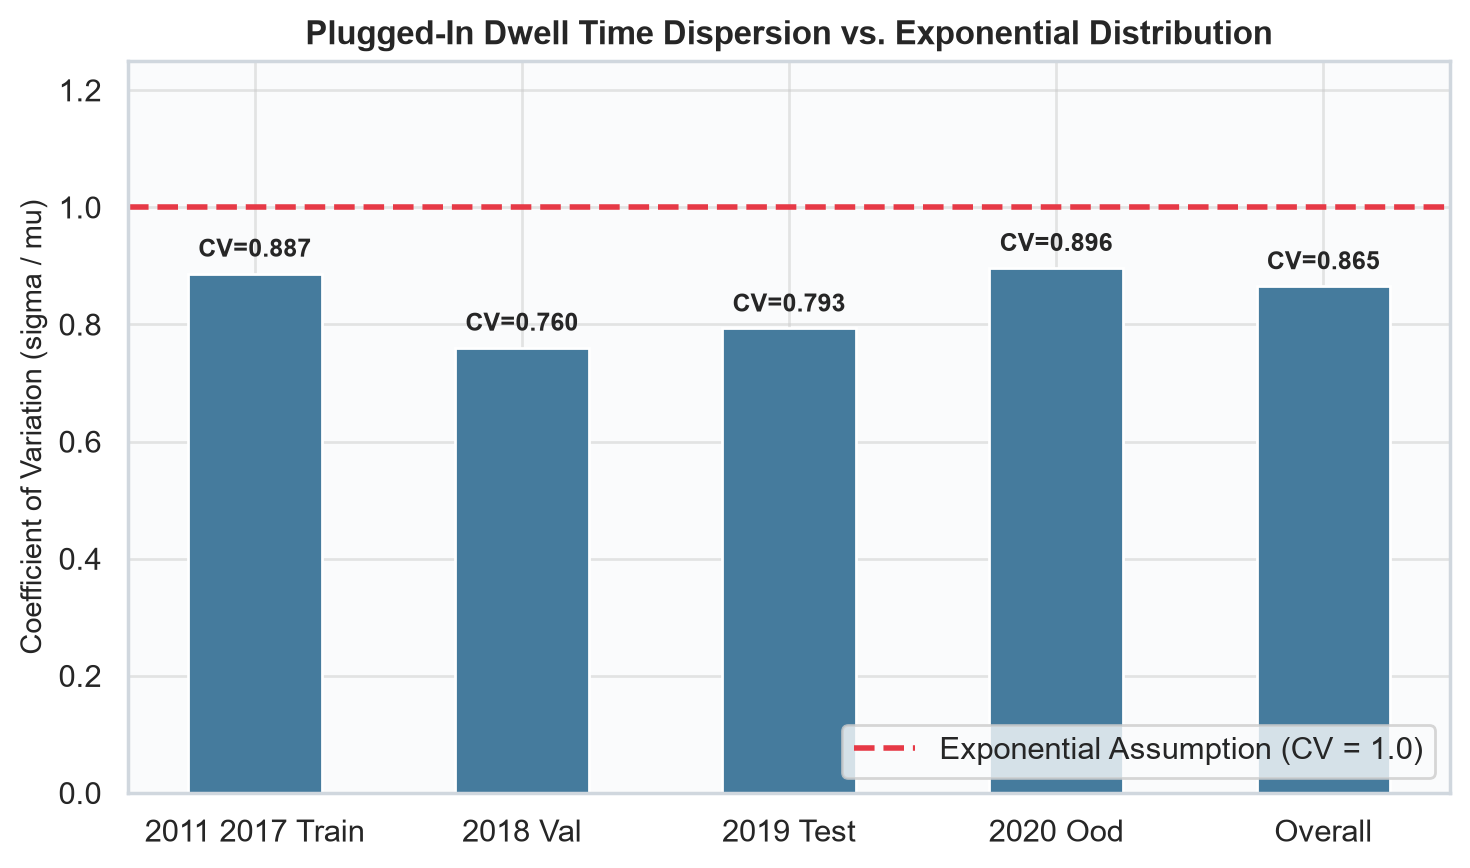 Plugged-In Dwell Time Dispersion vs. Exponential Distribution
Coefficient of Variation (sigma / mu)
1.2
1.0
0.8
0.6
0.4
0.2
0.0
CV=0.887
CV=0.760
CV=0.793
CV=0.896
CV=0.865
Exponential Assumption (CV = 1.0)
2011 2017 Train
2018 Val
2019 Test
2020 Ood
Overall